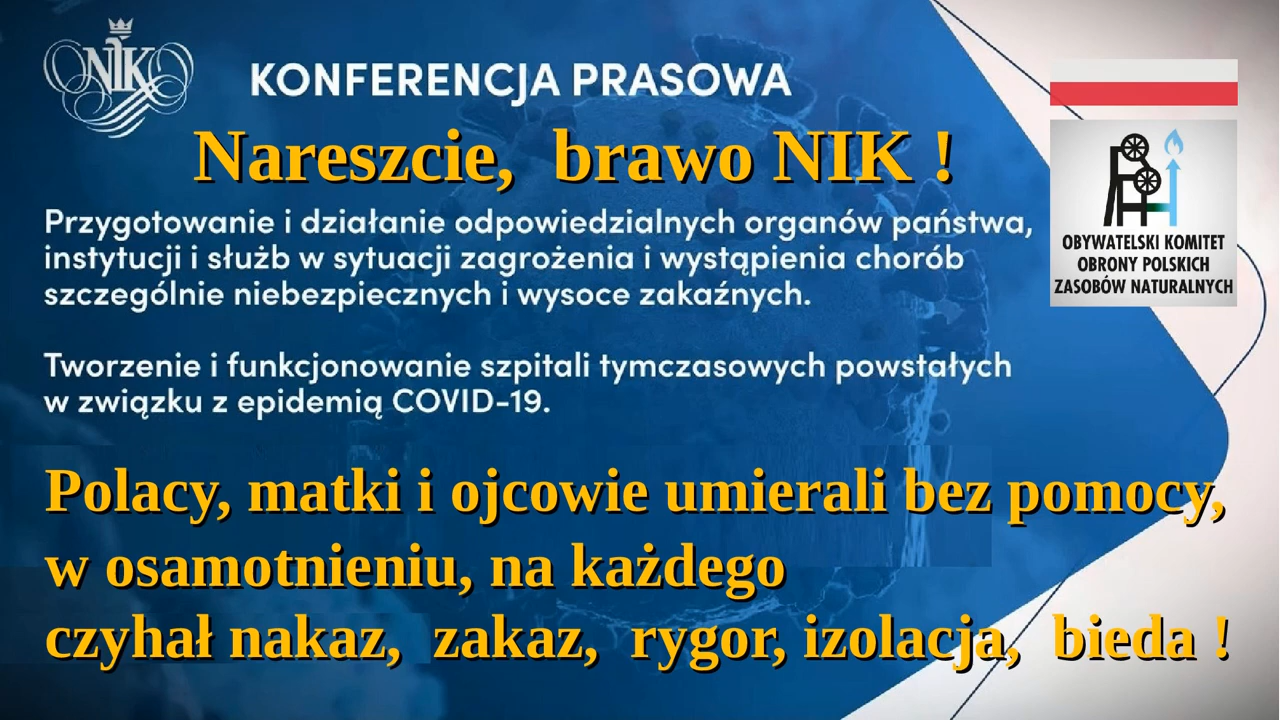 NIK
KONFERENCJA PRASOWA
Nareszcie, brawo NIK !
Przygotowanie i działanie odpowiedzialnych organów państwa,
instytucji i służb w sytuacji zagrożenia i wystąpienia chorób
szczególnie niebezpiecznych i wysoce zakaźnych.
Tworzenie i funkcjonowanie szpitali tymczasowych powstałych
w związku z epidemią COVID-19.
OBYWATELSKI KOMITET
OBRONY POLSKICH
ZASOBÓW NATURALNYCH
Polacy, matki i ojcowie umierali bez pomocy,
w osamotnieniu, na każdego
czyhał nakaz, zakaz, rygor, izolacja, bieda !